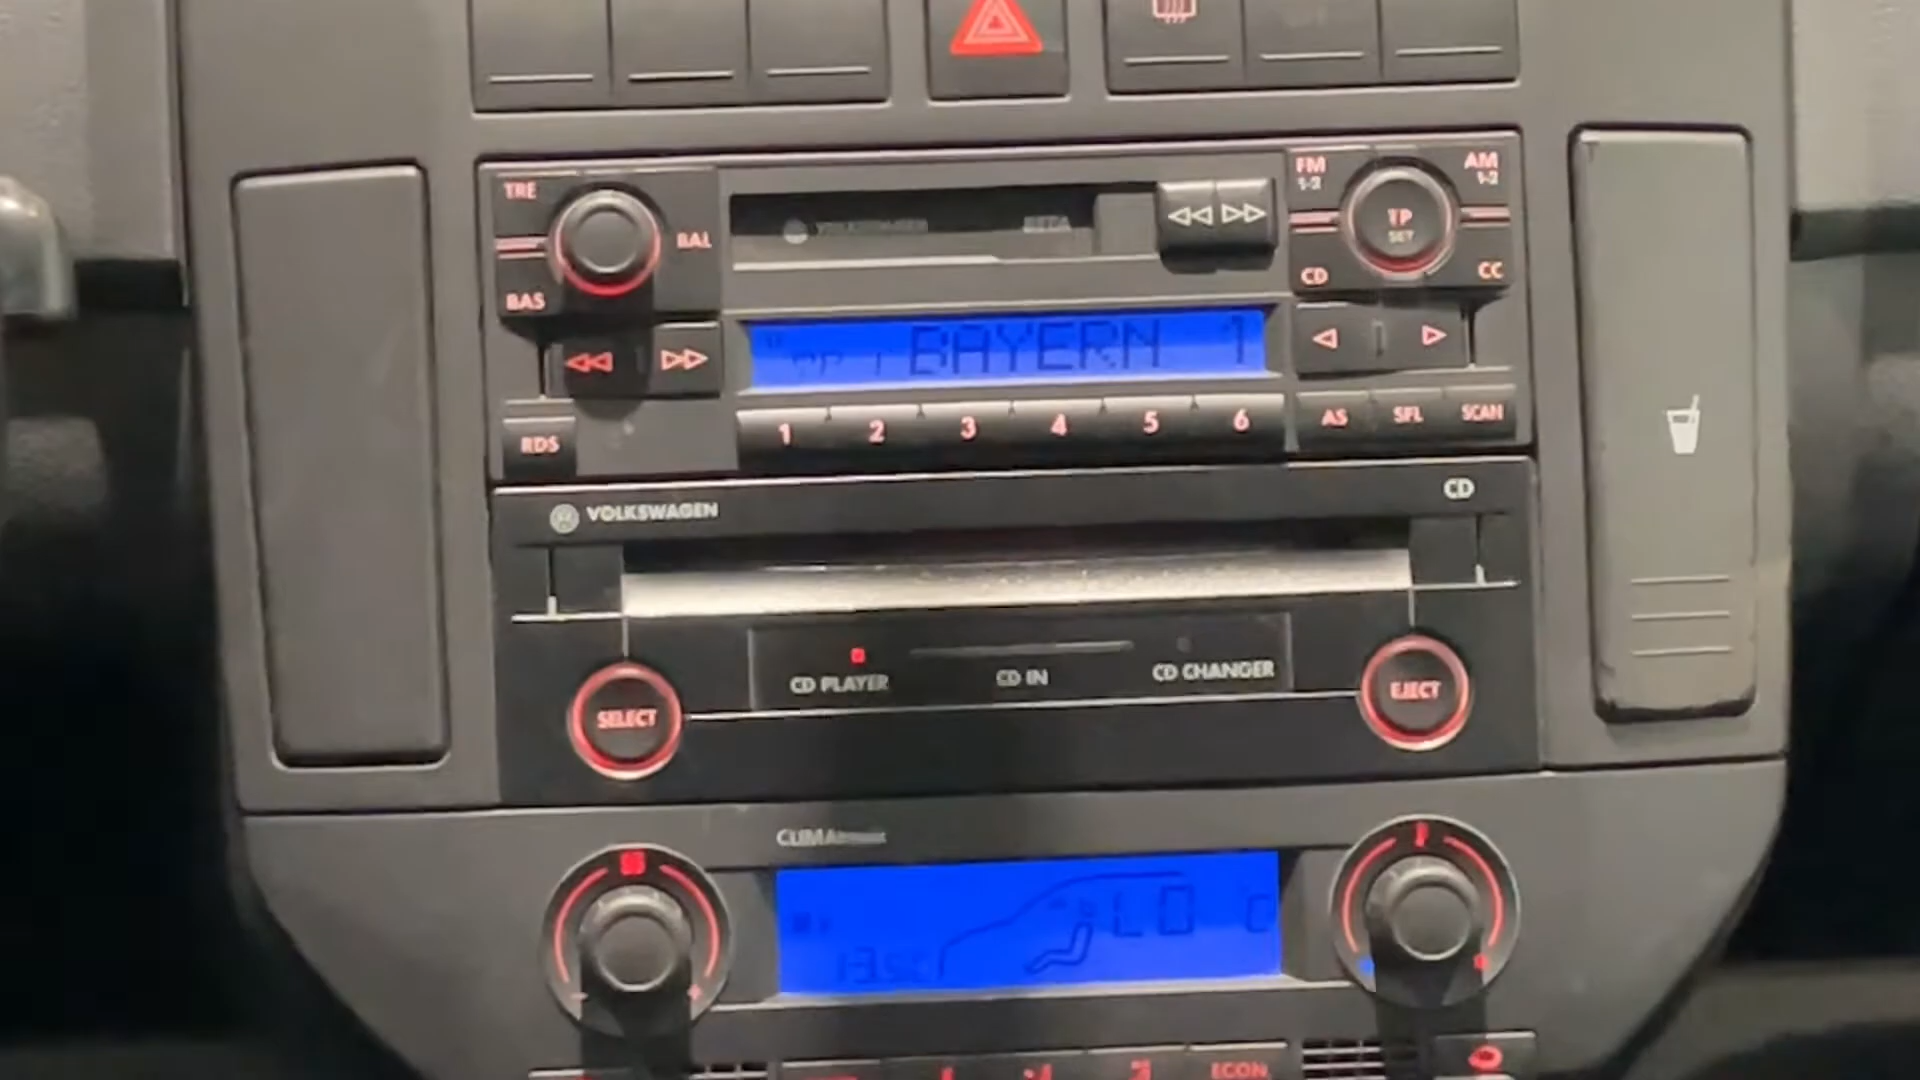 TRE
BAL
BAS
VOLKSWAGEN BETA
FM
1-2
AM
1-2
TP
SET
CD
CC
BAYERN 1
RDS
1 2 3 4 5 6
AS SFL SCAN
VOLKSWAGEN
CD
CD PLAYER
CD IN
CD CHANGER
SELECT
EJECT
CLIMAtronic
LO C
ECON